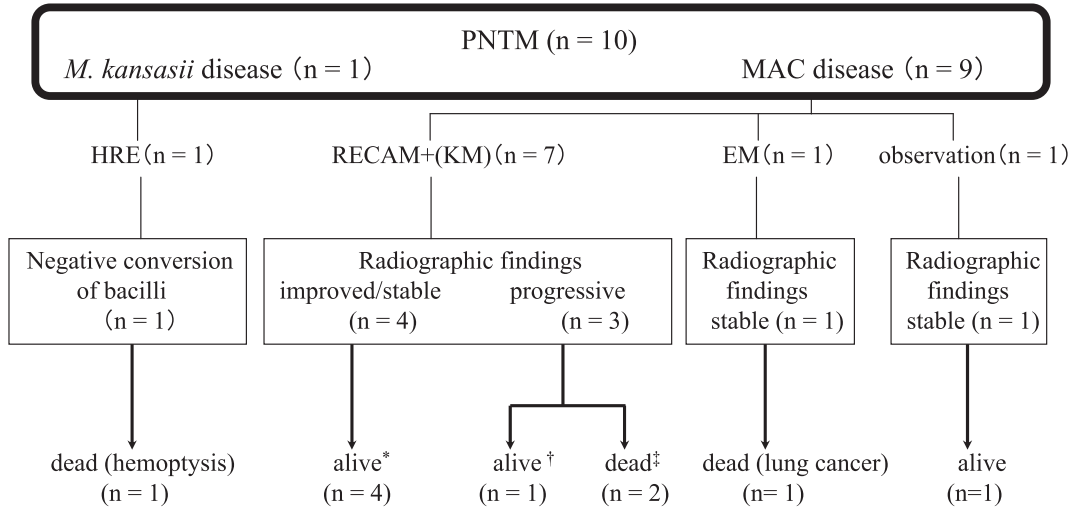 PNTM (n = 10)
M. kansasii disease (n = 1) MAC disease (n = 9)
HRE (n = 1) RECAM+(KM) (n = 7) EM (n = 1) observation (n = 1)
Negative conversion
of bacilli
(n = 1)
Radiographic findings
improved/stable progressive
(n = 4) (n = 3)
Radiographic
findings
stable (n = 1)
Radiographic
findings
stable (n = 1)
dead (hemoptysis)
(n = 1)
alive*
(n = 4)
alive †
(n = 1)
dead‡
(n = 2)
dead (lung cancer)
(n= 1)
alive
(n=1)